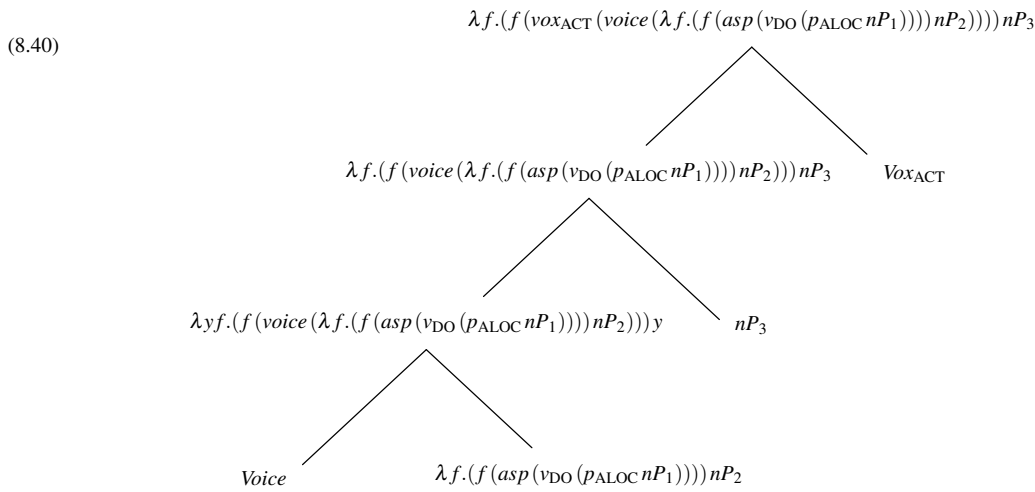 λf.(f(vox_ACT(voice(λf.(f(asp(v_DO(p_ALOC nP_1))))nP_2))))nP_3
(8.40)
λf.(f(voice(λf.(f(asp(v_DO(p_ALOC nP_1))))nP_2)))nP_3 Vox_ACT
λyf.(f(voice(λf.(f(asp(v_DO(p_ALOC nP_1))))nP_2)))y nP_3
Voice λf.(f(asp(v_DO(p_ALOC nP_1))))nP_2